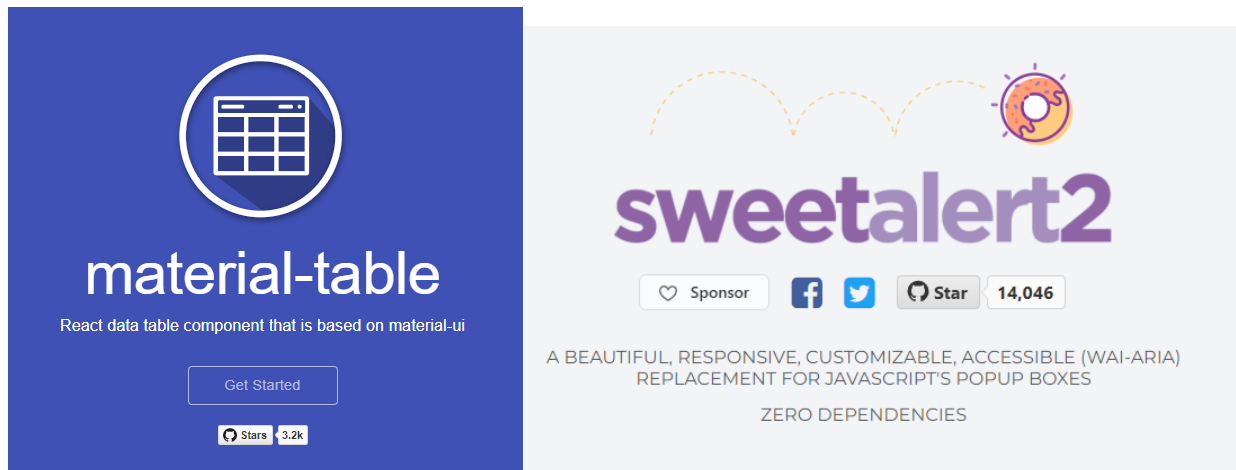 material-table
React data table component that is based on material-ui
Get Started
Stars 3.2k
sweetalert2
Sponsor
Star 14,046
A BEAUTIFUL, RESPONSIVE, CUSTOMIZABLE, ACCESSIBLE (WAI-ARIA)
REPLACEMENT FOR JAVASCRIPT'S POPUP BOXES
ZERO DEPENDENCIES